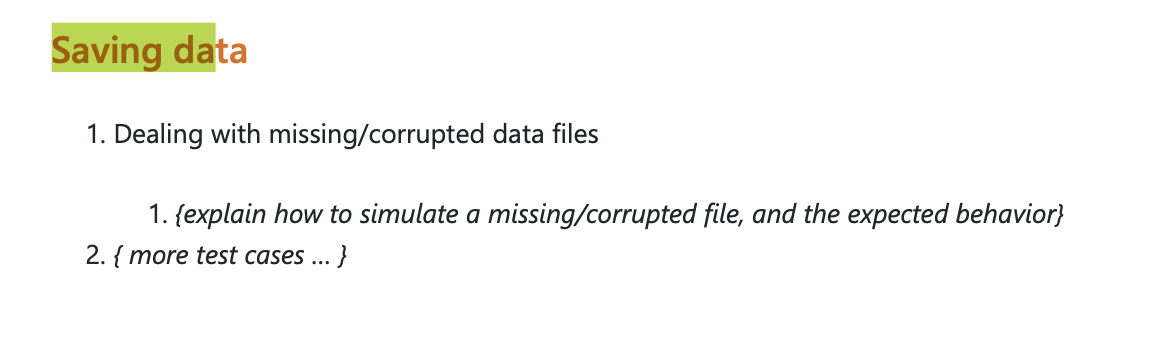 Saving data
1. Dealing with missing/corrupted data files
1. {explain how to simulate a missing/corrupted file, and the expected behavior}
2. { more test cases ... }